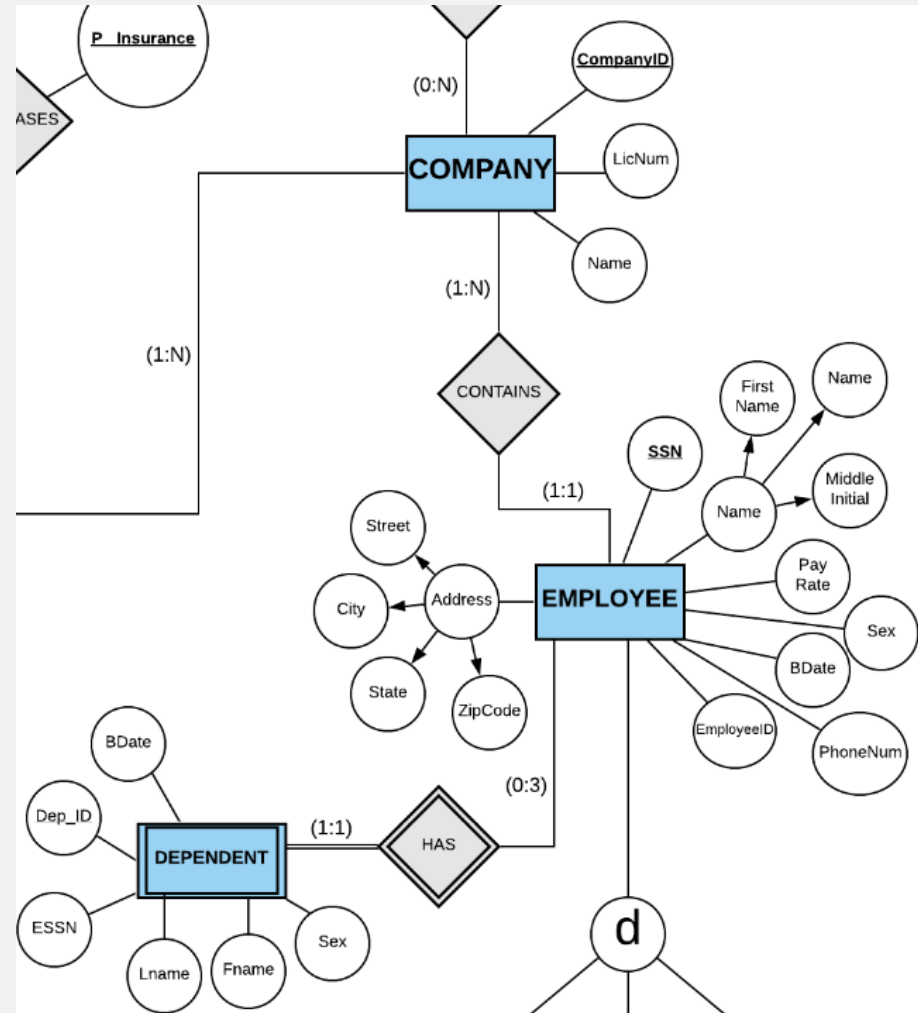 P_Insurance
ASES
(0:N)
CompanyID
COMPANY
LicNum
Name
(1:N)
(1:N)
CONTAINS
First
Name
Name
SSN
Name
Middle
Initial
(1:1)
Street
Address
City
State
ZipCode
EMPLOYEE
Pay
Rate
Sex
BDate
EmployeeID
PhoneNum
BDate
(0:3)
Dep_ID
(1:1)
HAS
DEPENDENT
ESSN
Lname
Fname
Sex
d